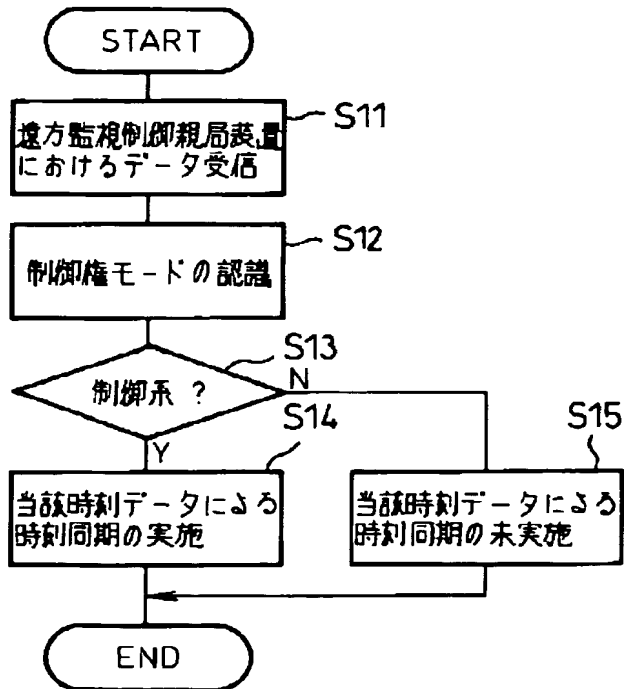 START
S11
遠方監視制御親局装置
におけるデータ受信
S12
制御権モードの認識
S13
制御系?
N
Y
S14
当該時刻データによる
時刻同期の実施
S15
当該時刻データによる
時刻同期の未実施
END